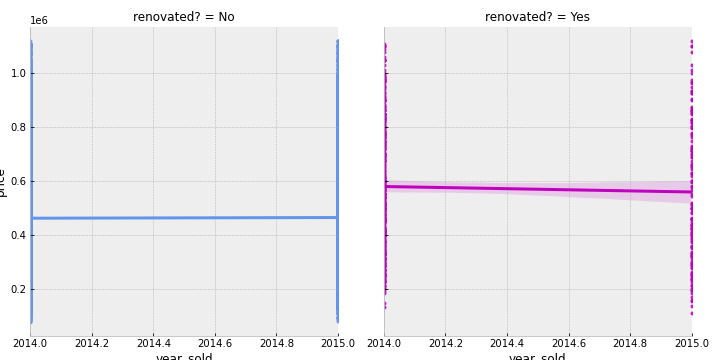 renovated? = No
renovated? = Yes
1e6
1.0
0.8
0.6
0.4
0.2
price
2014.0 2014.2 2014.4 2014.6 2014.8 2015.0
2014.0 2014.2 2014.4 2014.6 2014.8 2015.0
year_sold
year_sold